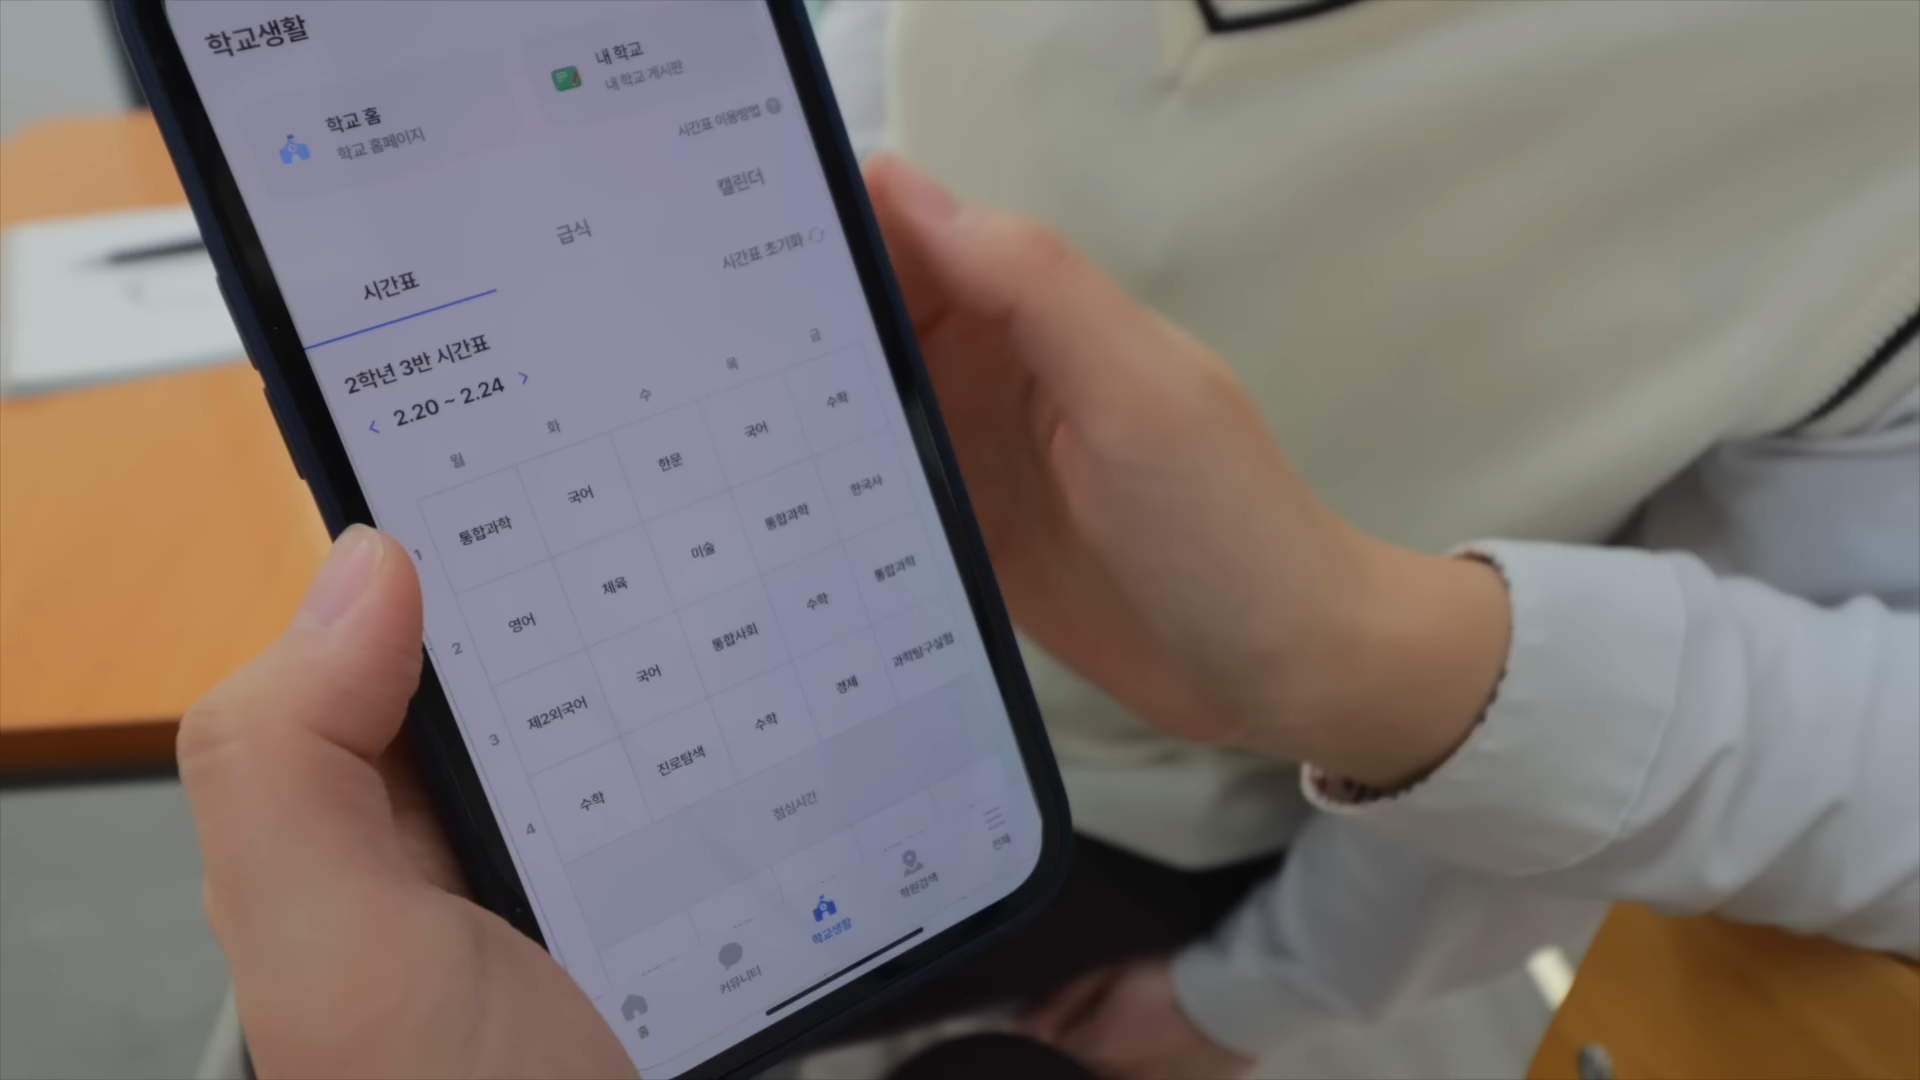 학교생활
학교 홈
학교 홈페이지
내 학교
내 학교 게시판
시간표 이용방법 ?
시간표 급식 캘린더
시간표 초기화
2학년 3반 시간표
< 2.20 ~ 2.24 >
월 화 수 목 금
1 통합과학 국어 한문 국어 수학
2 영어 체육 미술 통합과학 한국사
3 제2외국어 국어 통합사회 수학 통합과학
4 수학 진로탐색 수학 경제 과학탐구실험
점심시간
홈 커뮤니티 학교생활 학원검색 전체